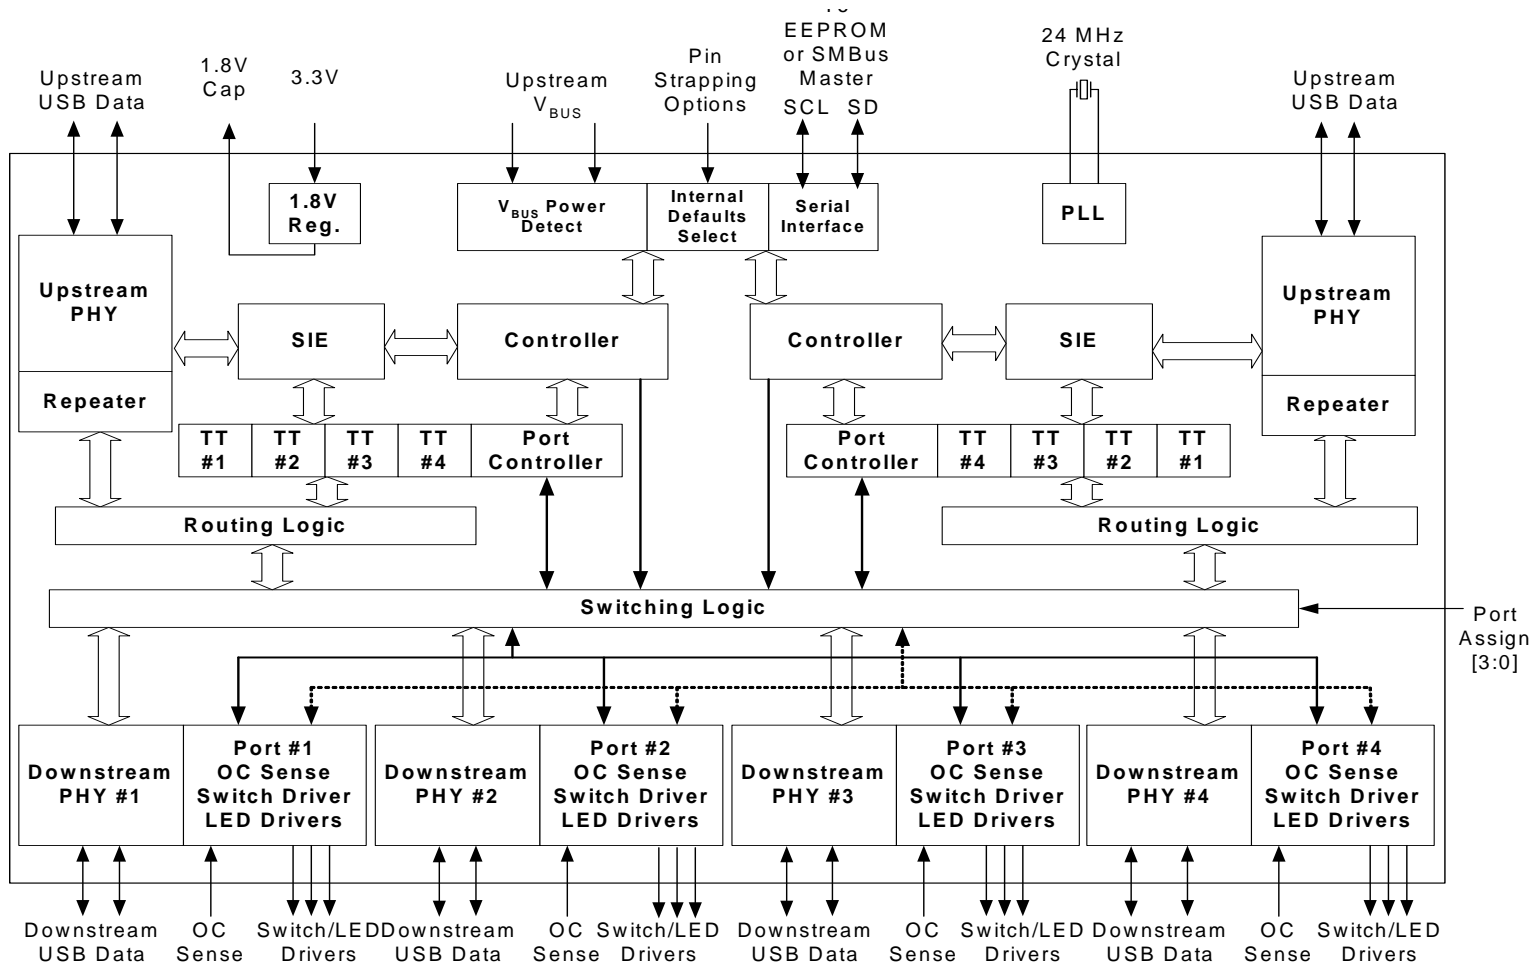 EEPROM
or SMBus
Master
SCL SD
24 MHz
Crystal
Upstream
USB Data
1.8V
Cap
3.3V
Upstream
VBUS
Pin
Strapping
Options
Upstream
USB Data
1.8V
Reg.
VBUS Power
Detect
Internal
Defaults
Select
Serial
Interface
PLL
Upstream
PHY
Repeater
SIE
Controller
Controller
SIE
Upstream
PHY
Repeater
TT
#1
TT
#2
TT
#3
TT
#4
Port
Controller
Port
Controller
TT
#4
TT
#3
TT
#2
TT
#1
Routing Logic
Routing Logic
Switching Logic
Port
Assign
[3:0]
Downstream
PHY #1
Port #1
OC Sense
Switch Driver
LED Drivers
Downstream
PHY #2
Port #2
OC Sense
Switch Driver
LED Drivers
Downstream
PHY #3
Port #3
OC Sense
Switch Driver
LED Drivers
Downstream
PHY #4
Port #4
OC Sense
Switch Driver
LED Drivers
Downstream
USB Data
OC
Sense
Switch/LED
Drivers
Downstream
USB Data
OC
Sense
Switch/LED
Drivers
Downstream
USB Data
OC
Sense
Switch/LED
Drivers
Downstream
USB Data
OC
Sense
Switch/LED
Drivers